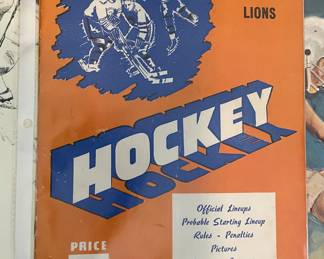 LIONS
HOCKEY
Official Lineups
Probable Starting Lineup
Rules - Penalties
Pictures
PRICE